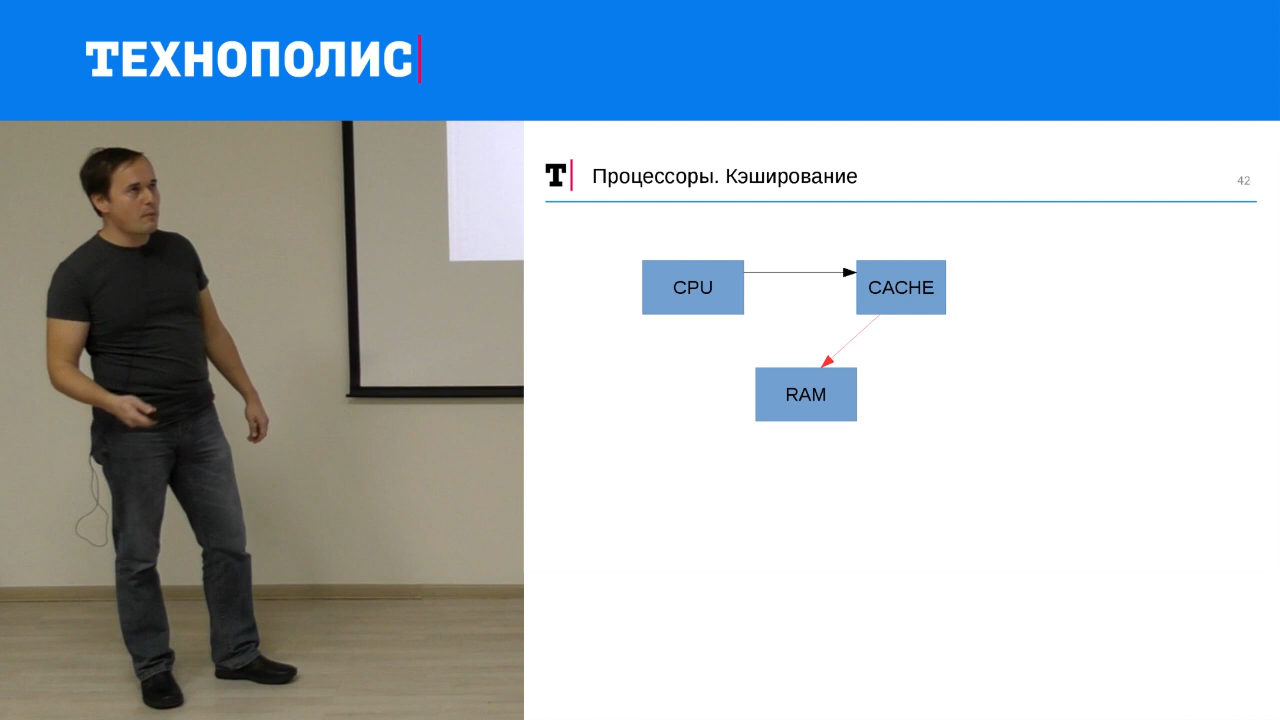 ТЕХНОПОЛИС
Т Процессоры. Кэширование 42
CPU
CACHE
RAM